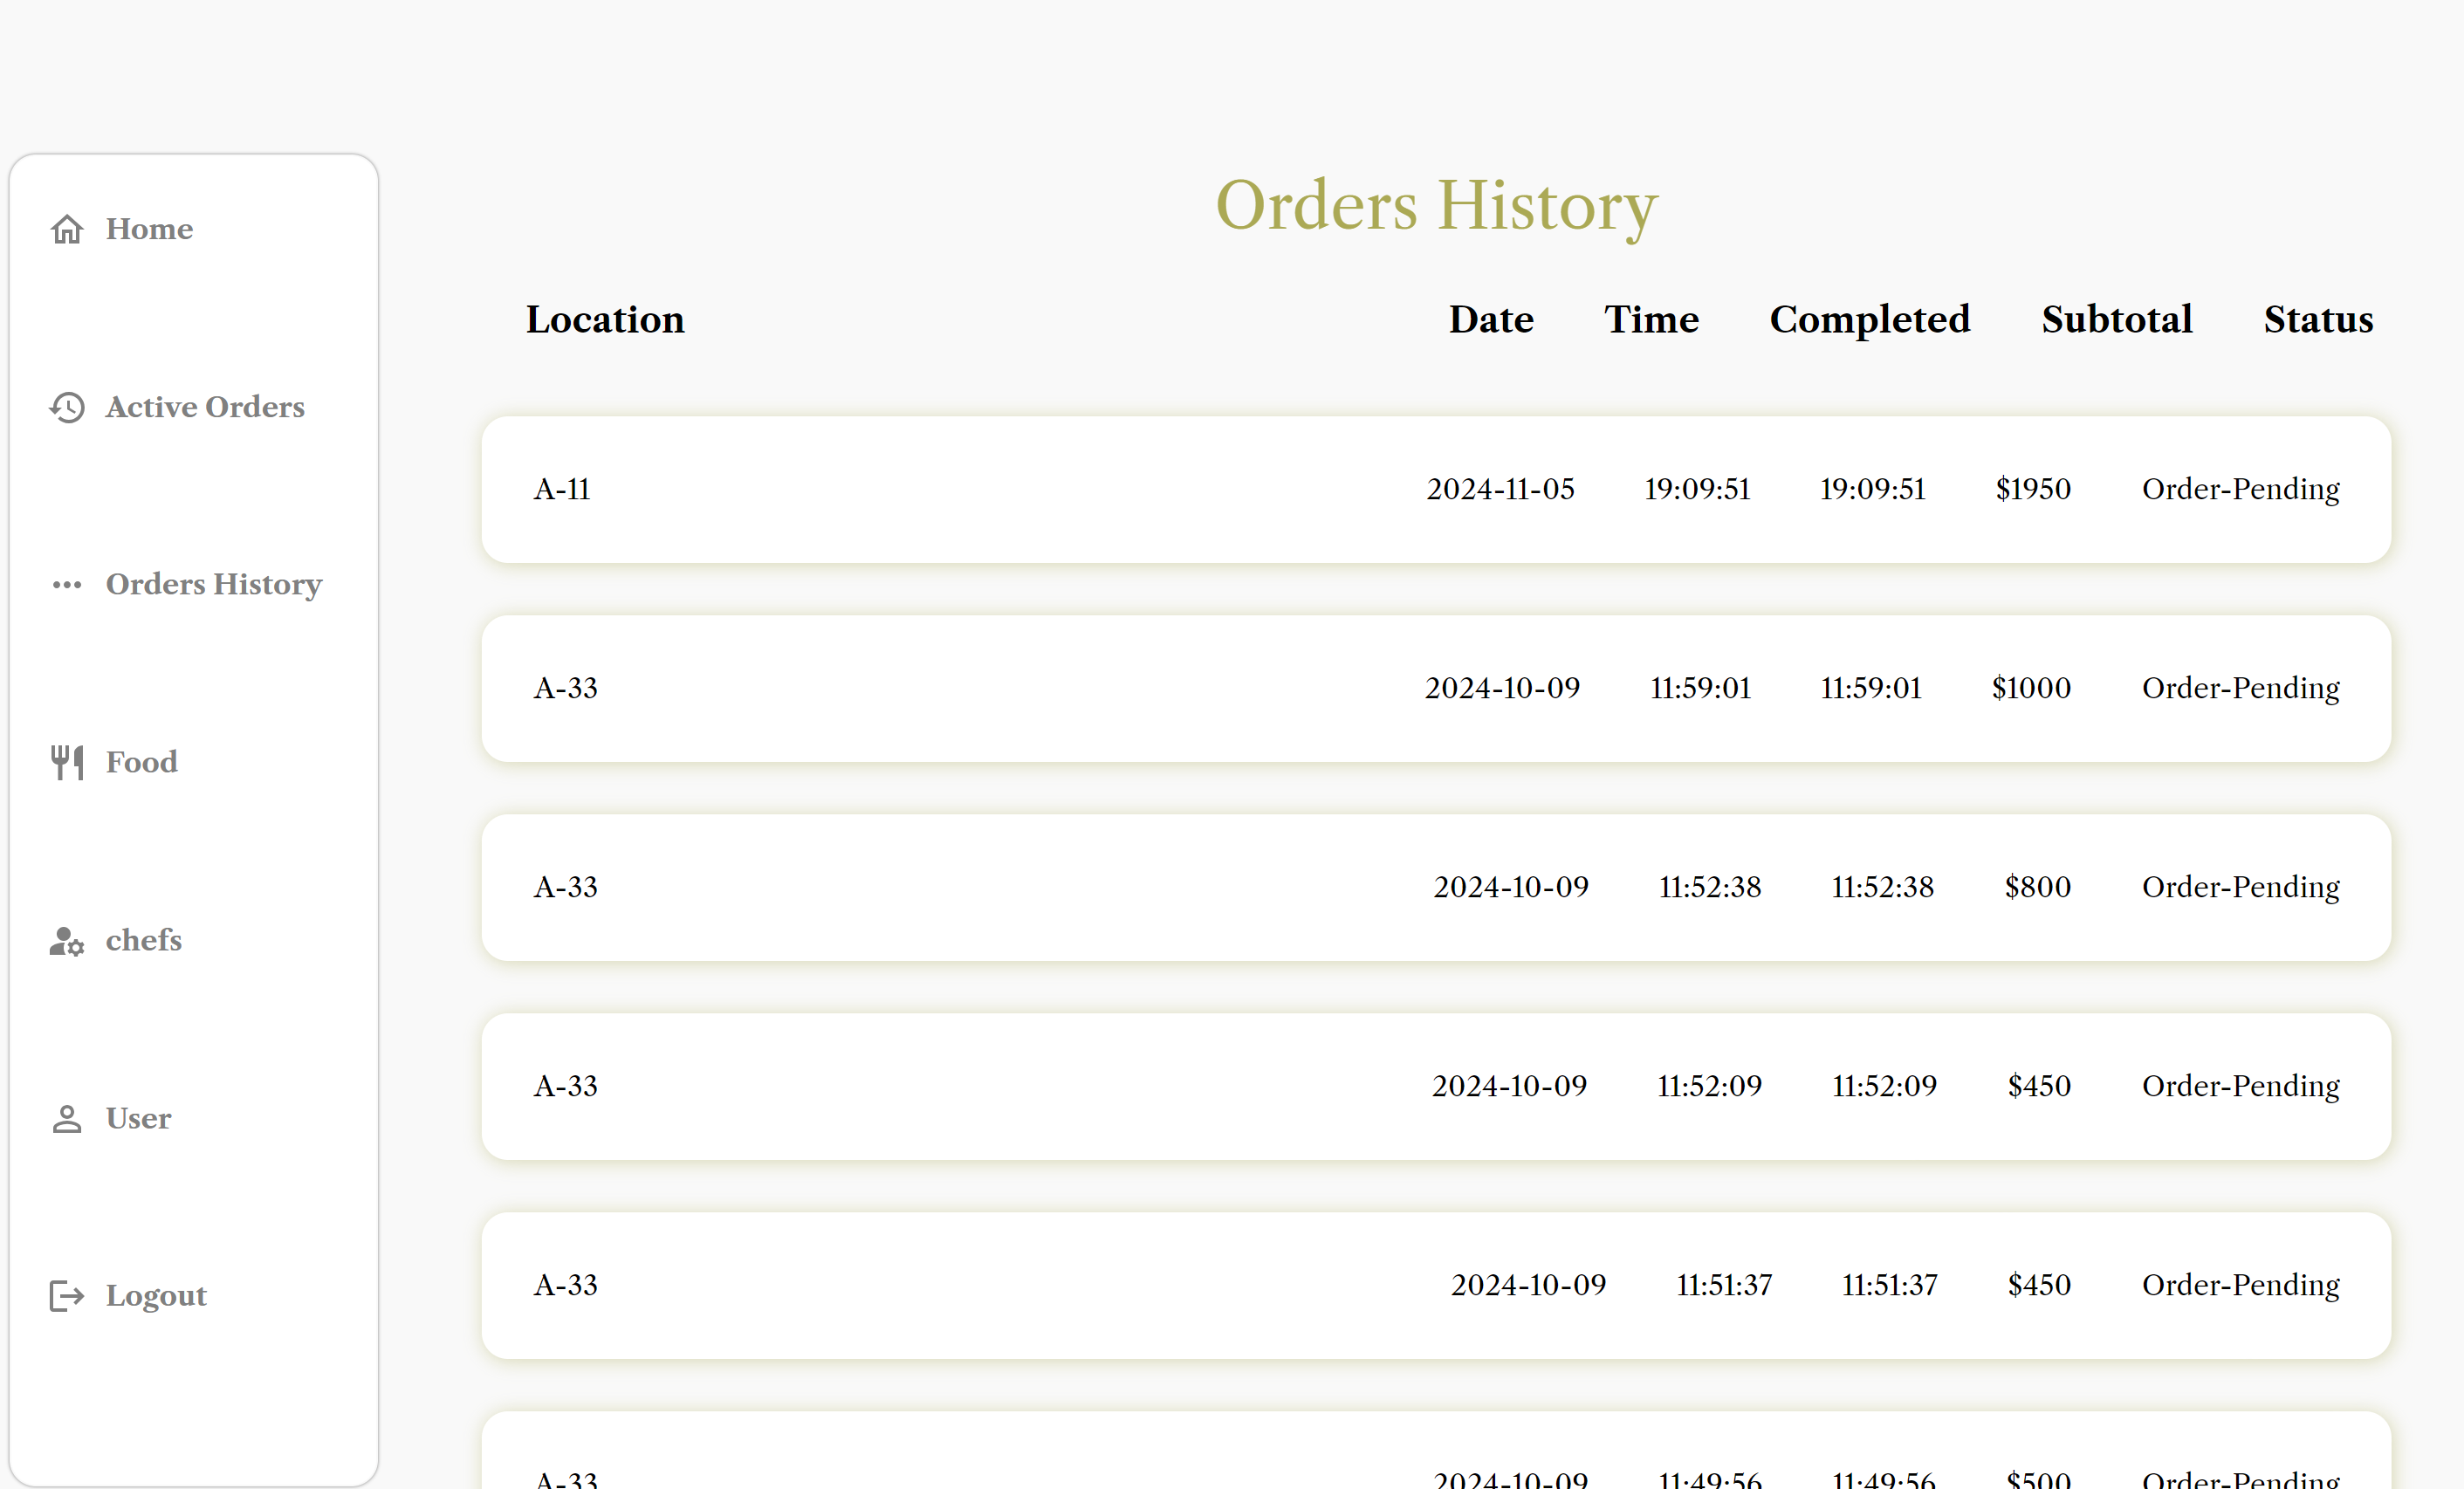 Home
Active Orders
Orders History
Food
chefs
User
Logout
Orders History
Location Date Time Completed Subtotal Status
A-11 2024-11-05 19:09:51 19:09:51 $1950 Order-Pending
A-33 2024-10-09 11:59:01 11:59:01 $1000 Order-Pending
A-33 2024-10-09 11:52:38 11:52:38 $800 Order-Pending
A-33 2024-10-09 11:52:09 11:52:09 $450 Order-Pending
A-33 2024-10-09 11:51:37 11:51:37 $450 Order-Pending
A-33 2024-10-09 11:49:56 11:49:56 $500 Order-Pending